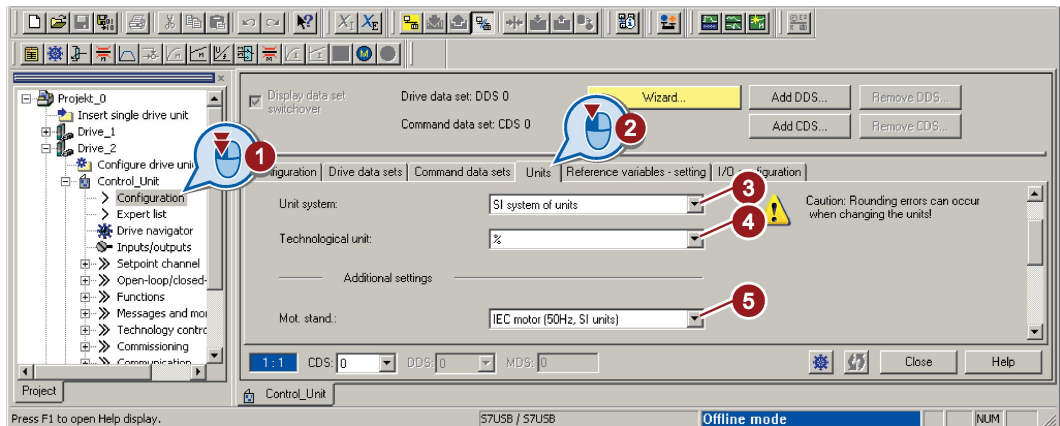 Projekt_0
Insert single drive unit
Drive_1
Drive_2
Configure drive uni
Control_Unit
Configuration
Expert list
Drive navigator
Inputs/outputs
Setpoint channel
Open-loop/closed-
Functions
Messages and mo
Technology contro
Commissioning
Communication
Project
1
Display data set switchover
Drive data set: DDS 0
Command data set: CDS 0
Wizard...
Add DDS...
Remove DDS...
Add CDS...
Remove CDS...
2
figuration Drive data sets Command data sets Units Reference variables - setting I/O guration
Unit system:
SI system of units
3
Caution: Rounding errors can occur
when changing the units!
Technological unit:
%
4
Additional settings
Mot. stand.:
IEC motor (50Hz, SI units)
5
1:1 CDS: 0 DDS: 0 MDS: 0
Close
Help
Control_Unit
Press F1 to open Help display.
S7USB / S7USB
Offline mode
NUM